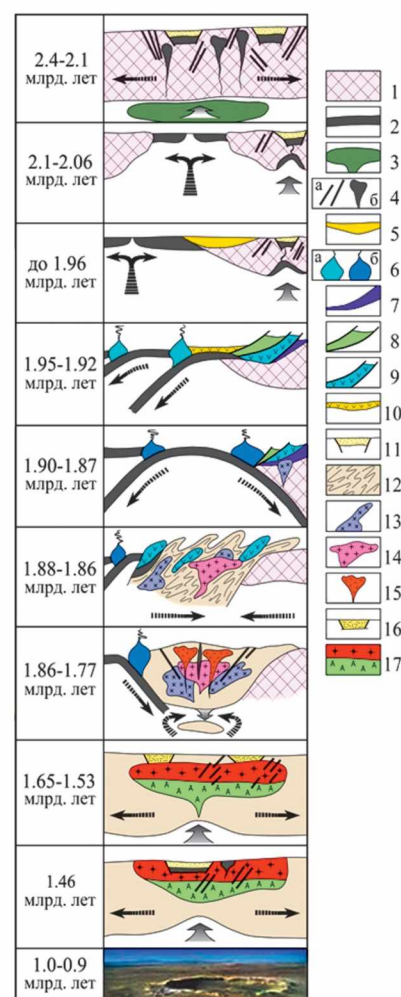 2.4-2.1
млрд. лет
2.1-2.06
млрд. лет
до 1.96
млрд. лет
1.95-1.92
млрд. лет
1.90-1.87
млрд. лет
1.88-1.86
млрд. лет
1.86-1.77
млрд. лет
1.65-1.53
млрд. лет
1.46
млрд. лет
1.0-0.9
млрд. лет
1
2
3
а б 4
5
а б 6
7
8
9
10
11
12
13
14
15
16
17